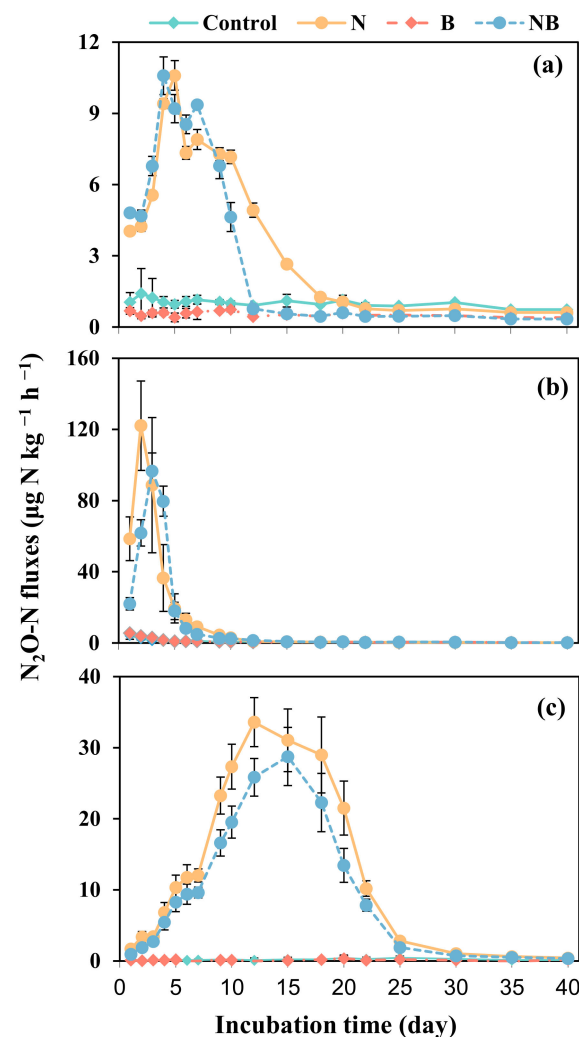 Control N B NB
(a)
12
9
6
3
0
(b)
160
120
80
40
0
N₂O-N fluxes (μg N kg ⁻¹ h ⁻¹)
(c)
40
30
20
10
0
0 5 10 15 20 25 30 35 40
Incubation time (day)